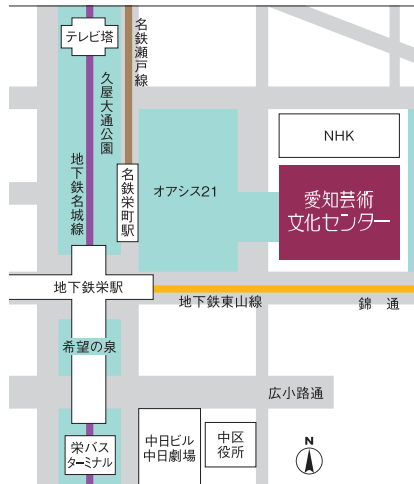 テレビ塔
名鉄瀬戸線
久屋大通公園
NHK
地下鉄名城線
名鉄栄町駅
オアシス21
愛知芸術
文化センター
地下鉄栄駅
地下鉄東山線
錦通
希望の泉
広小路通
栄バス
ターミナル
中日ビル
中日劇場
中区
役所
N